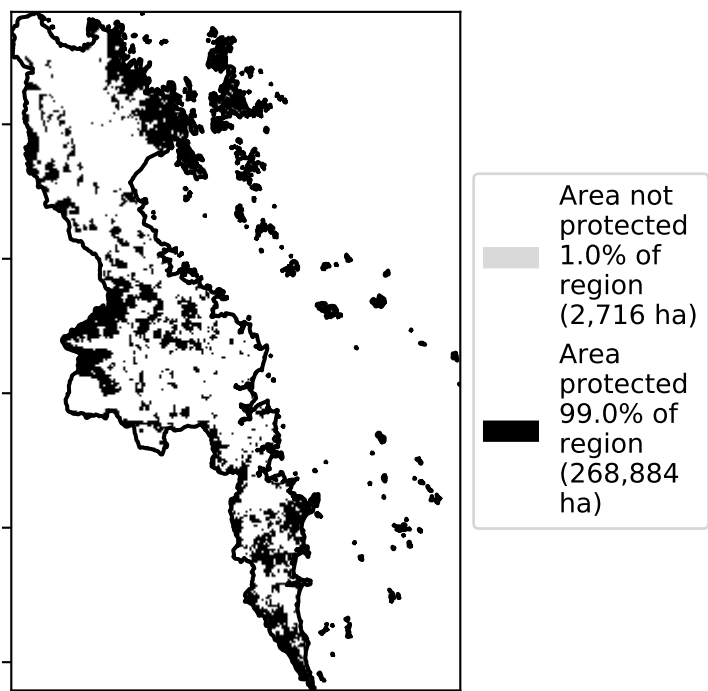 Area not
protected
1.0% of
region
(2,716 ha)
Area
protected
99.0% of
region
(268,884
ha)